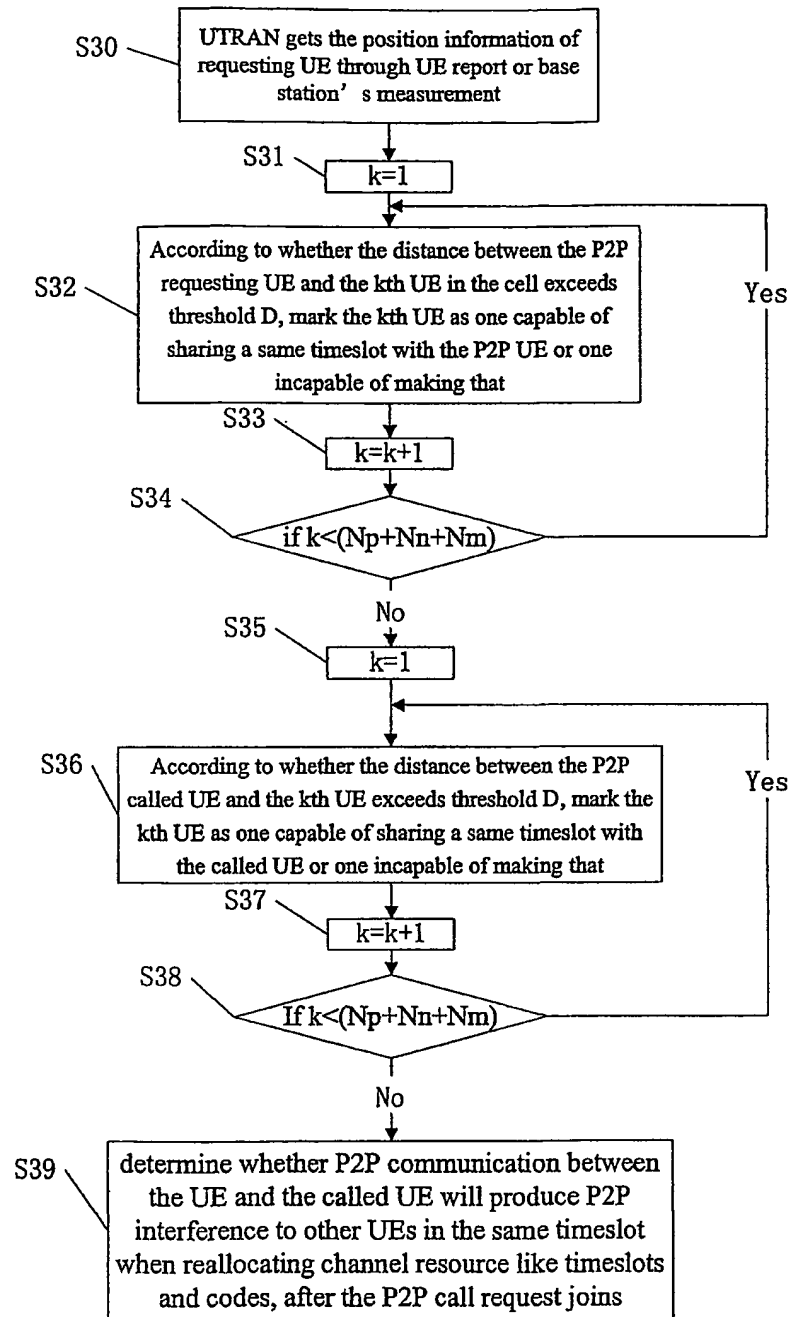 S30
UTRAN gets the position information of
requesting UE through UE report or base
station's measurement
S31
k=1
S32
According to whether the distance between the P2P
requesting UE and the kth UE in the cell exceeds
threshold D, mark the kth UE as one capable of
sharing a same timeslot with the P2P UE or one
incapable of making that
Yes
S33
k=k+1
S34
if k<(Np+Nn+Nm)
No
S35
k=1
S36
According to whether the distance between the P2P
called UE and the kth UE exceeds threshold D, mark the
kth UE as one capable of sharing a same timeslot with
the called UE or one incapable of making that
Yes
S37
k=k+1
S38
If k<(Np+Nn+Nm)
No
S39
determine whether P2P communication between
the UE and the called UE will produce P2P
interference to other UEs in the same timeslot
when reallocating channel resource like timeslots
and codes, after the P2P call request joins